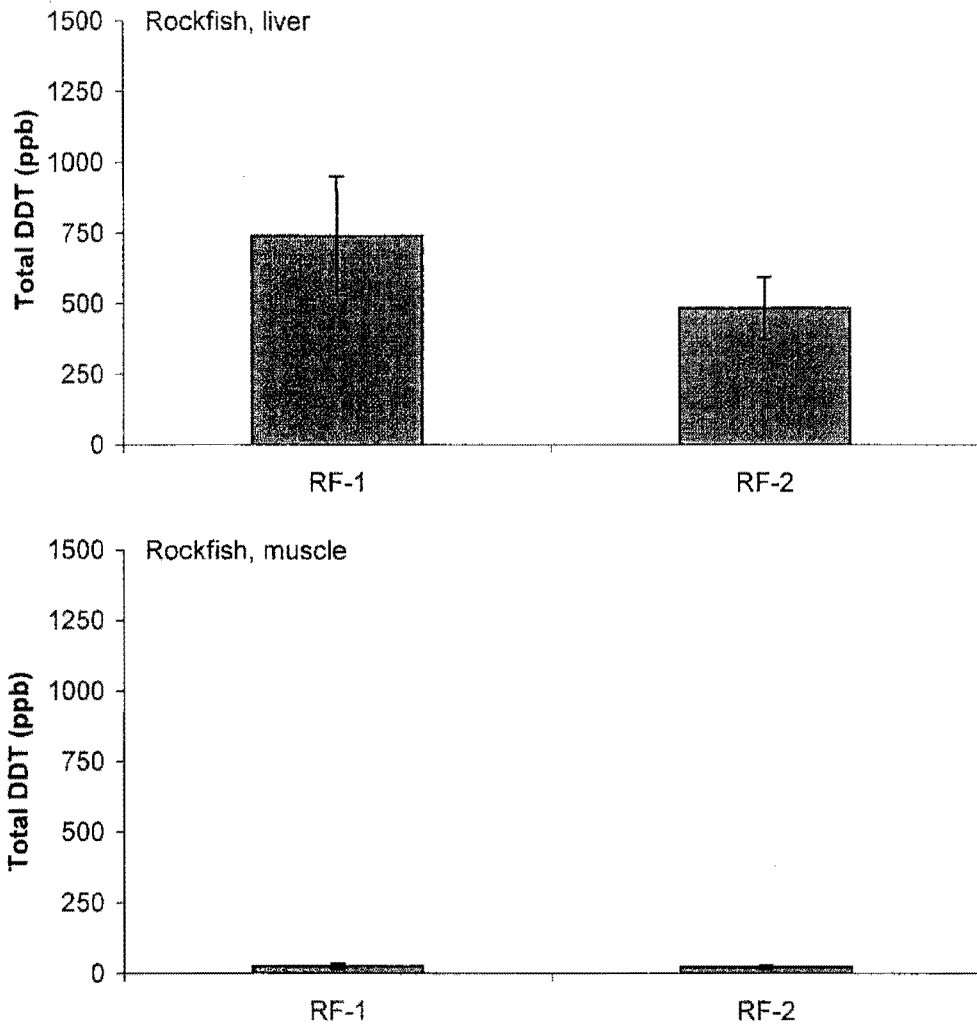 Rockfish, liver
Total DDT (ppb)
1500
1250
1000
750
500
250
0
RF-1 RF-2
Rockfish, muscle
Total DDT (ppb)
1500
1250
1000
750
500
250
0
RF-1 RF-2